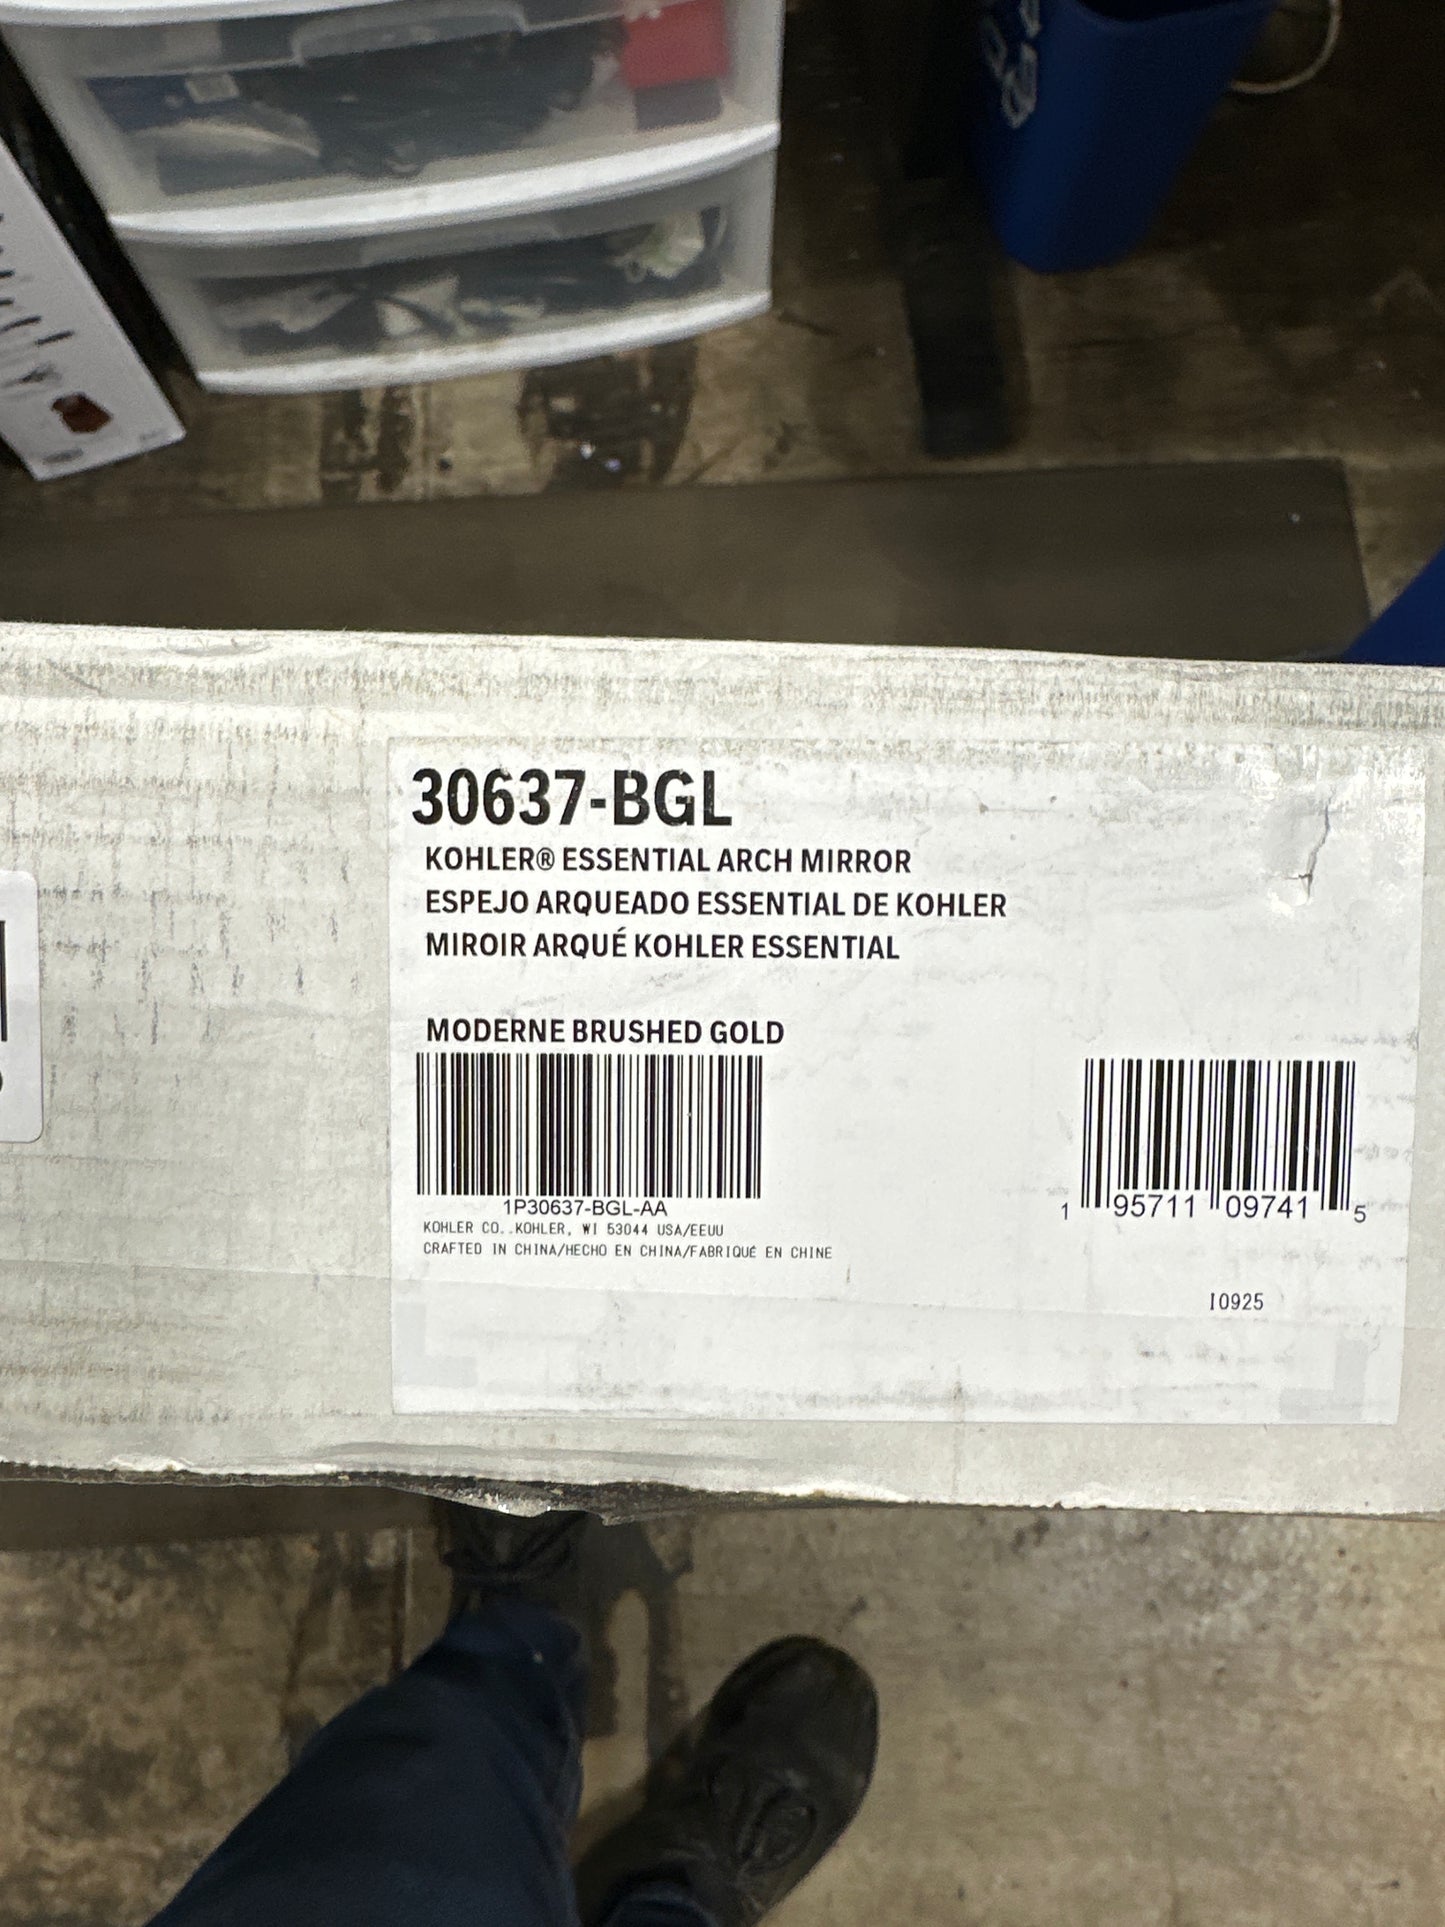 30637-BGL
KOHLER® ESSENTIAL ARCH MIRROR
ESPEJO ARQUEADO ESSENTIAL DE KOHLER
MIROIR ARQUÉ KOHLER ESSENTIAL
MODERNE BRUSHED GOLD
1P30637-BGL-AA
1 95711 09741 5
KOHLER CO.,KOHLER, WI 53044 USA/EEUU
CRAFTED IN CHINA/HECHO EN CHINA/FABRIQUÉ EN CHINE
I0925